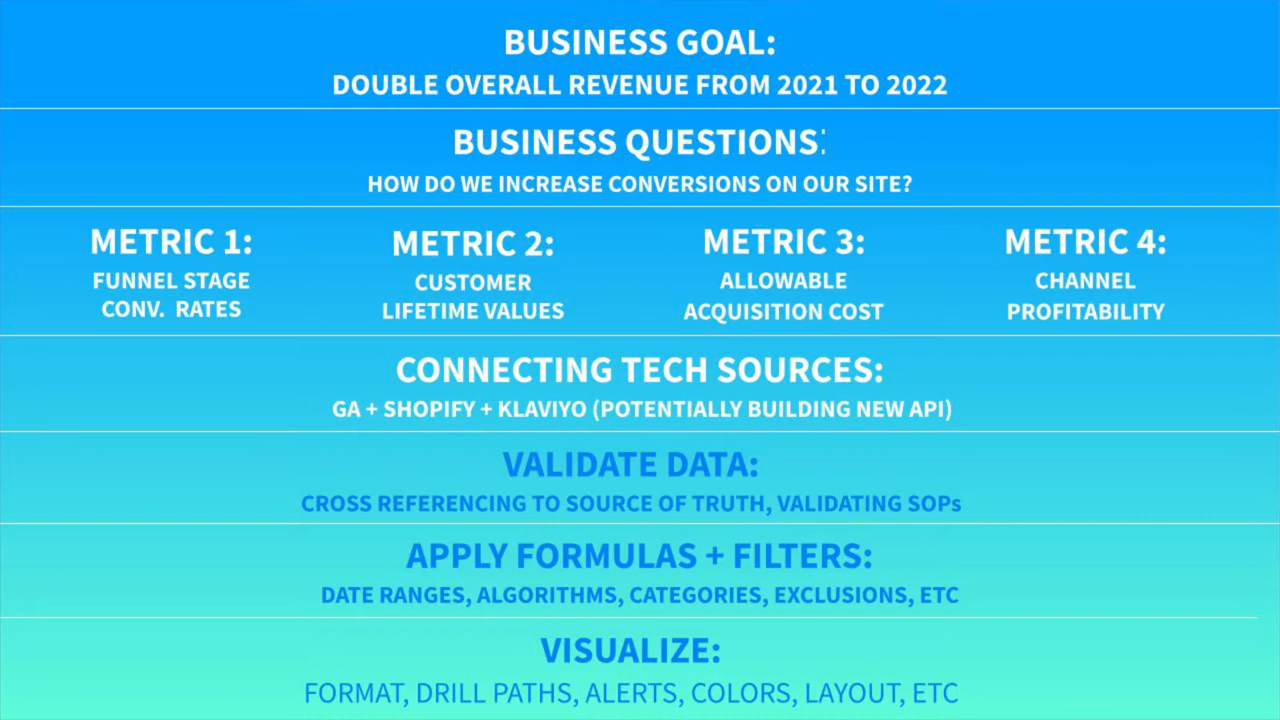 BUSINESS GOAL:
DOUBLE OVERALL REVENUE FROM 2021 TO 2022
BUSINESS QUESTIONS:
HOW DO WE INCREASE CONVERSIONS ON OUR SITE?
METRIC 1:
FUNNEL STAGE
CONV. RATES
METRIC 2:
CUSTOMER
LIFETIME VALUES
METRIC 3:
ALLOWABLE
ACQUISITION COST
METRIC 4:
CHANNEL
PROFITABILITY
CONNECTING TECH SOURCES:
GA + SHOPIFY + KLAVIYO (POTENTIALLY BUILDING NEW API)
VALIDATE DATA:
CROSS REFERENCING TO SOURCE OF TRUTH, VALIDATING SOPs
APPLY FORMULAS + FILTERS:
DATE RANGES, ALGORITHMS, CATEGORIES, EXCLUSIONS, ETC
VISUALIZE:
FORMAT, DRILL PATHS, ALERTS, COLORS, LAYOUT, ETC